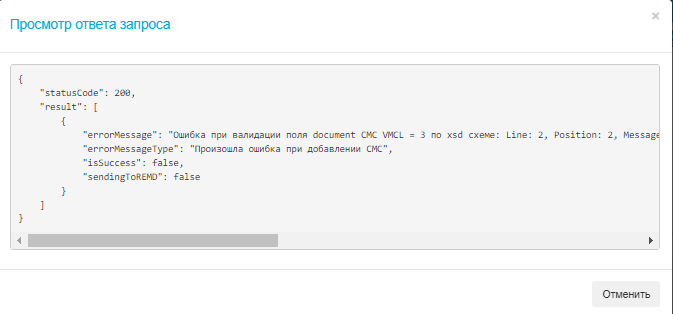 Просмотр ответа запроса
×
{
"statusCode": 200,
"result": [
{
"errorMessage": "Ошибка при валидации поля document СМС VMCL = 3 по xsd схеме: Line: 2, Position: 2, Message
"errorMessageType": "Произошла ошибка при добавлении СМС",
"isSuccess": false,
"sendingToREMD": false
}
]
}
Отменить